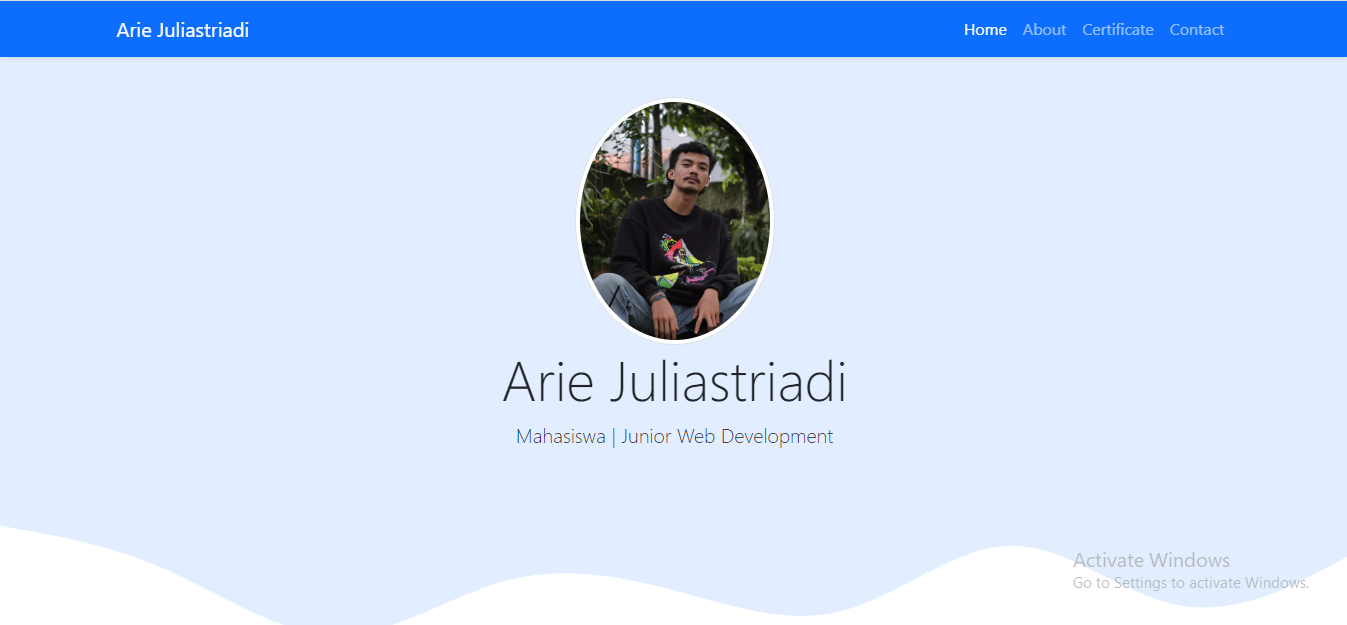 Arie Juliastriadi
Home About Certificate Contact
Arie Juliastriadi
Mahasiswa | Junior Web Development
Activate Windows
Go to Settings to activate Windows.